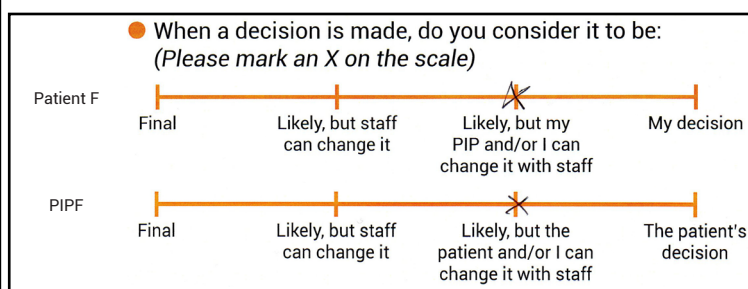 When a decision is made, do you consider it to be:
(Please mark an X on the scale)
Patient F
Final
Likely, but staff
can change it
Likely, but my
PIP and/or I can
change it with staff
My decision
PIPF
Final
Likely, but staff
can change it
Likely, but the
patient and/or I can
change it with staff
The patient's
decision